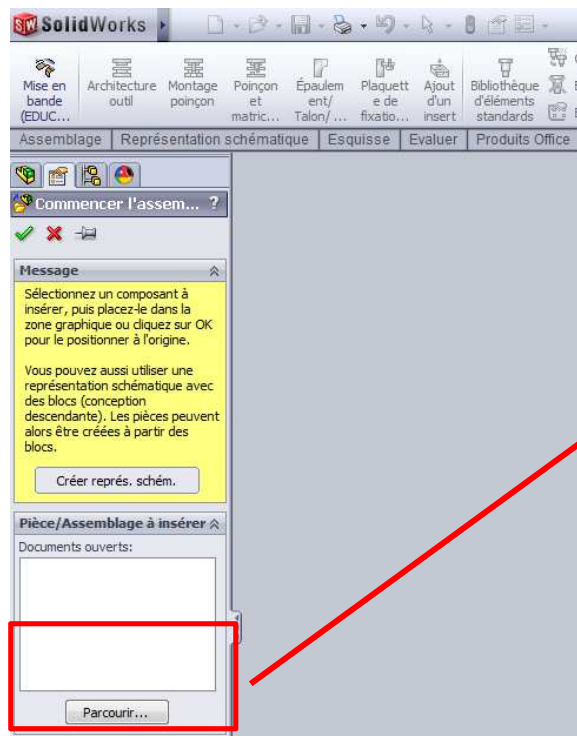 SolidWorks
Mise en bande (EDUC...
Architecture outil
Montage poinçon
Poinçon et matric...
Épaulem ent/ Talon/ ...
Plaquett e de fixatio...
Ajout d'un insert
Bibliothèque d'éléments standards
Assemblage Représentation schématique Esquisse Evaluer Produits Office
Commencer l'assem... ?
Message
Sélectionnez un composant à
insérer, puis placez-le dans la
zone graphique ou cliquez sur OK
pour le positionner à l'origine.
Vous pouvez aussi utiliser une
représentation schématique avec
des blocs (conception
descendante). Les pièces peuvent
alors être créées à partir des
blocs.
Créer représ. schém.
Pièce/Assemblage à insérer
Documents ouverts:
Parcourir...